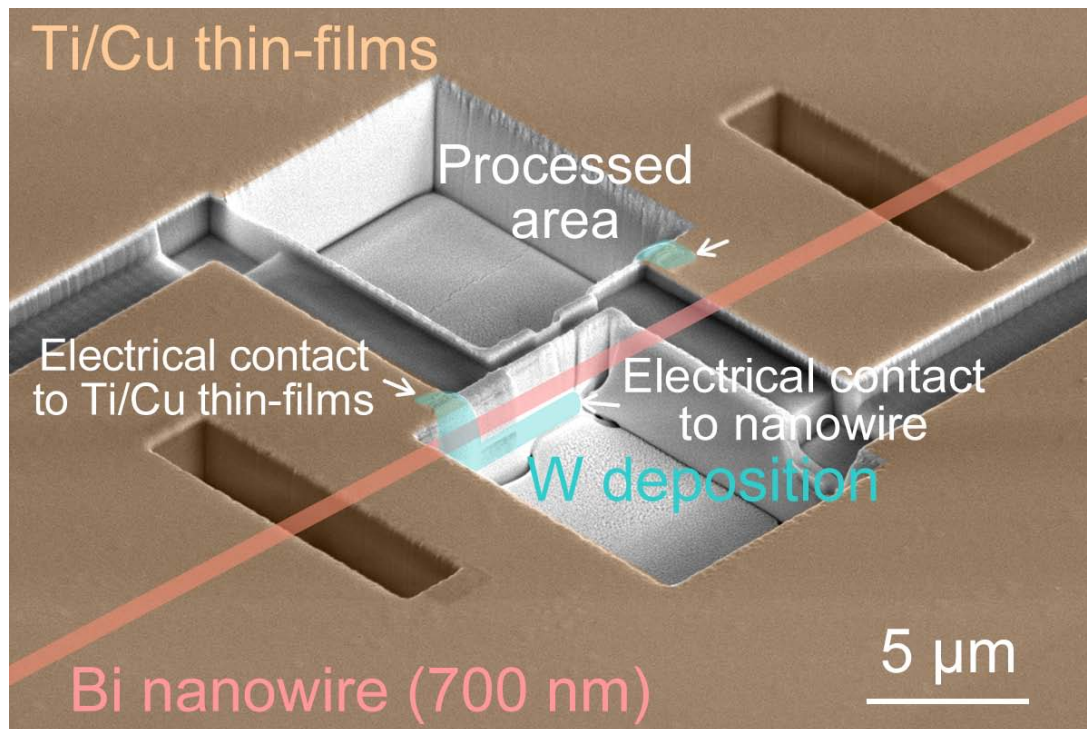 Ti/Cu thin-films
Processed
area
Electrical contact
to Ti/Cu thin-films
Electrical contact
to nanowire
W deposition
5 μm
Bi nanowire (700 nm)